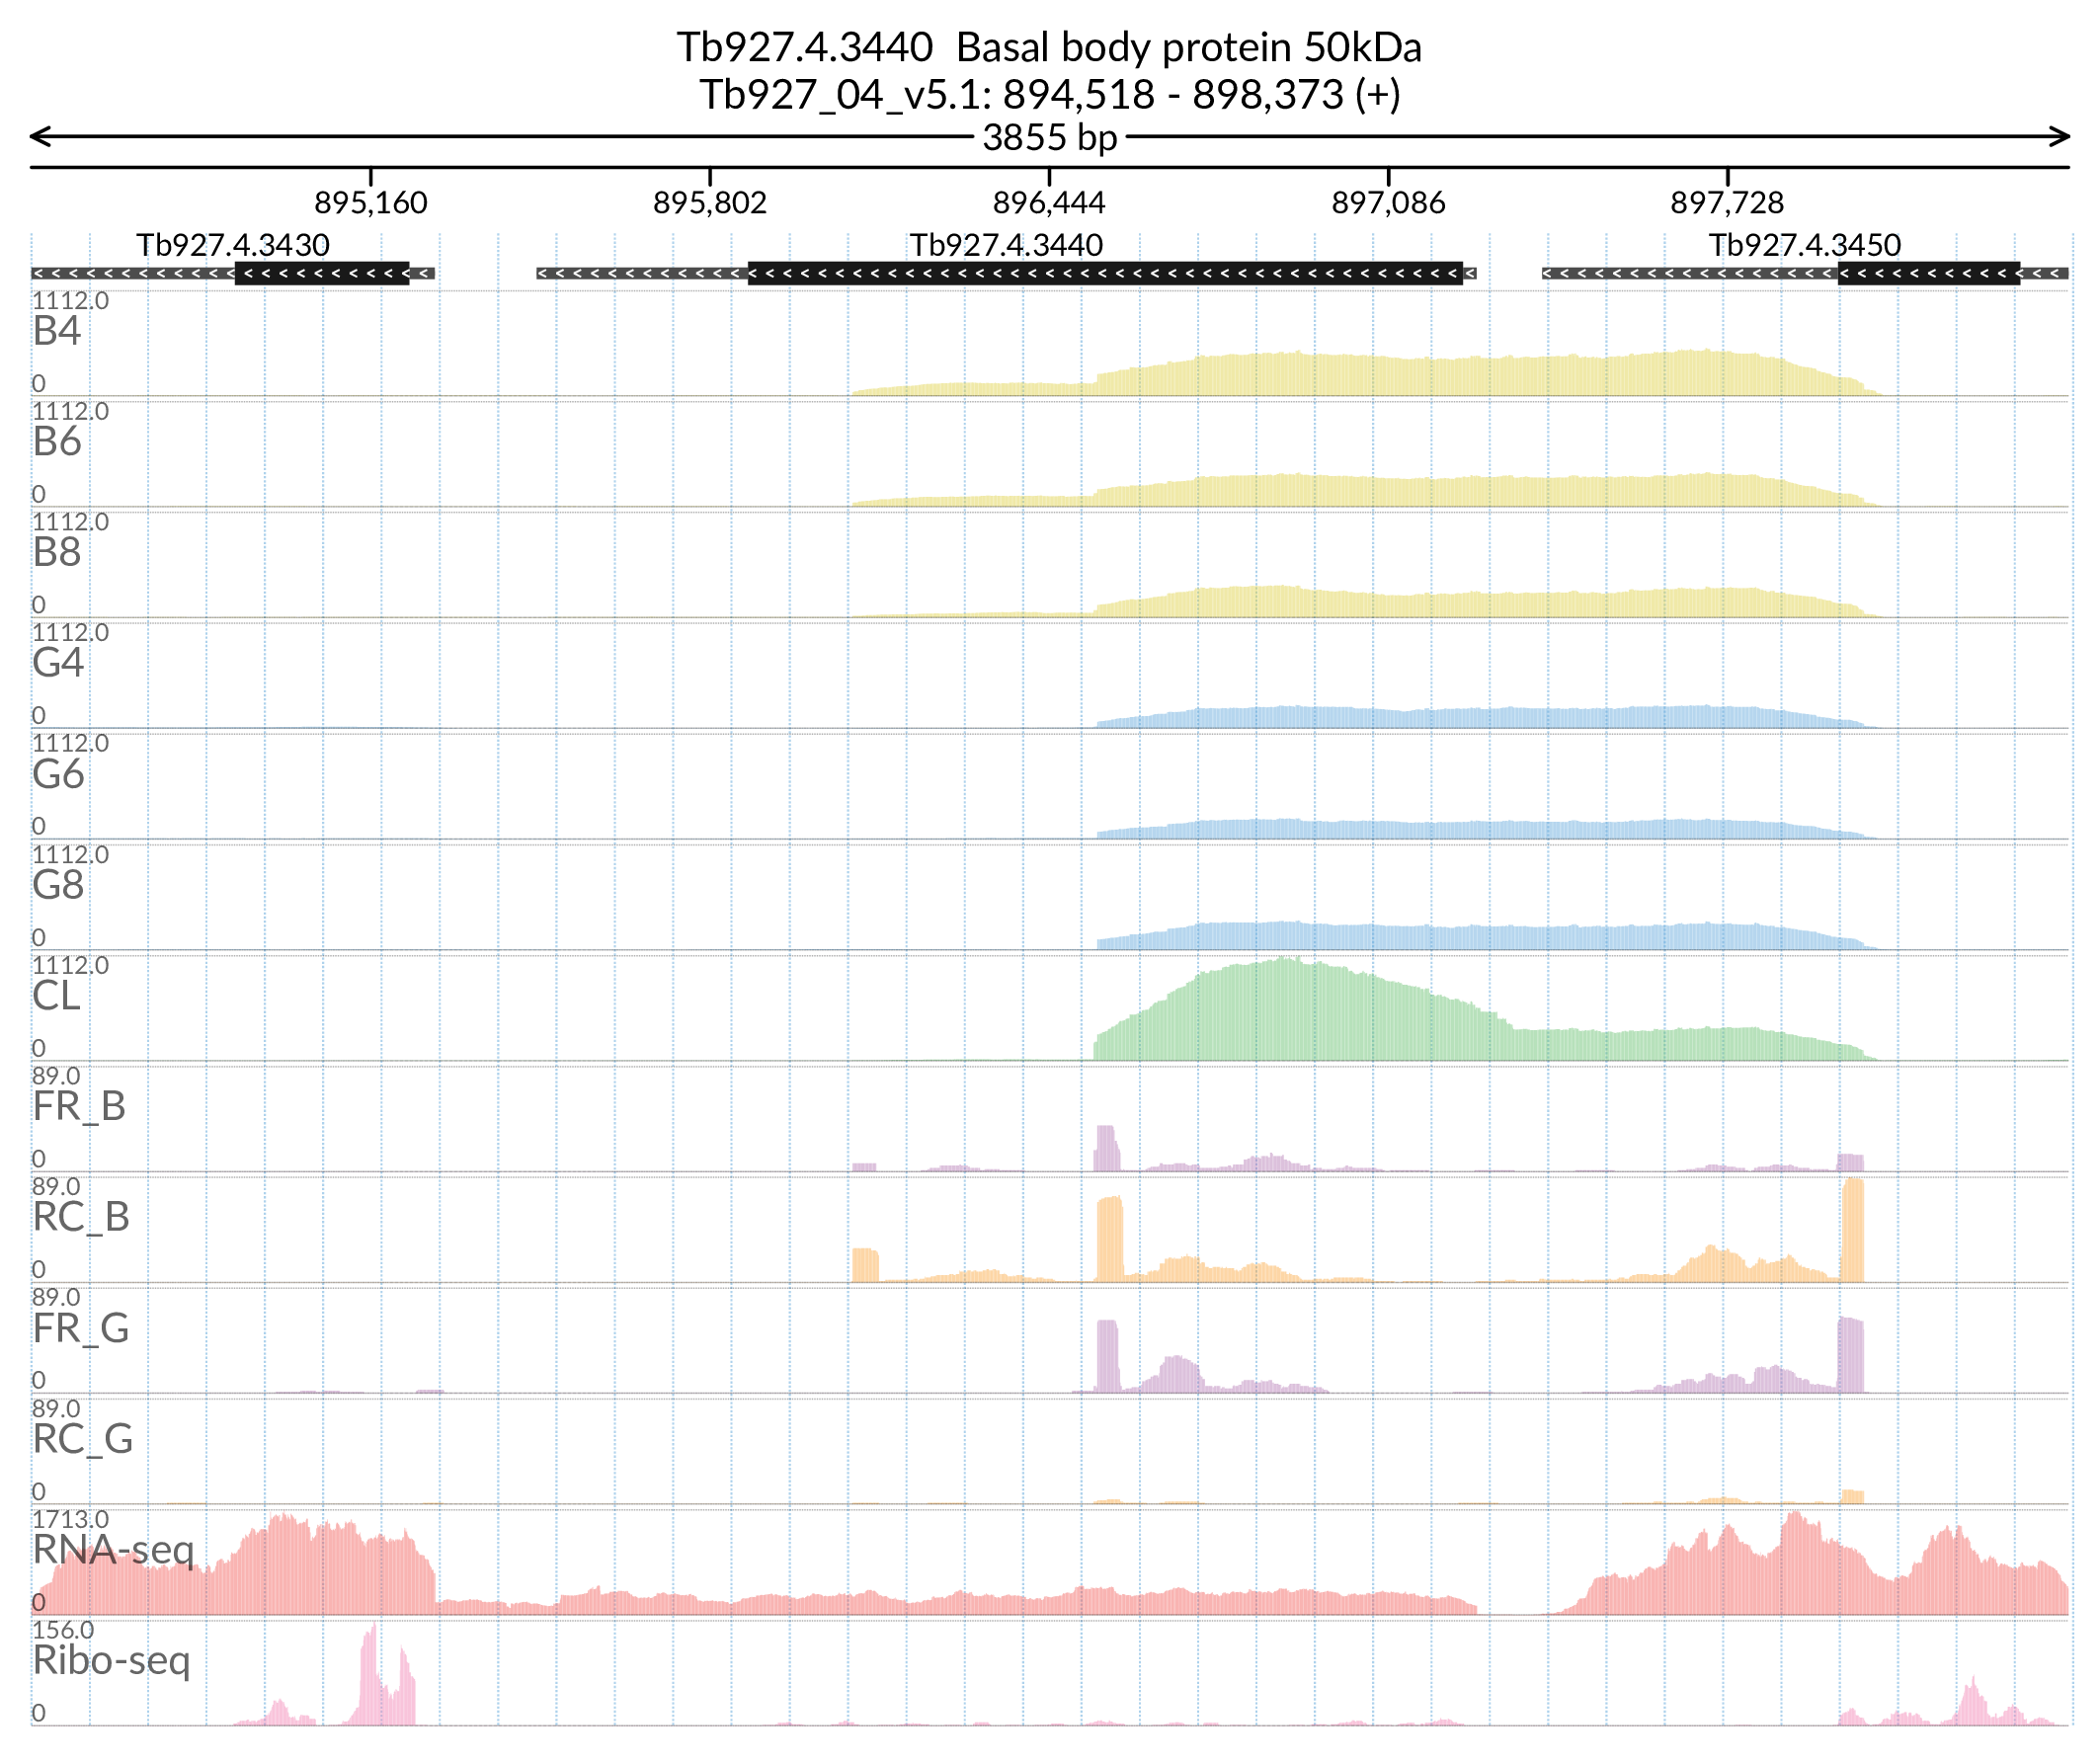 Tb927.4.3440 Basal body protein 50kDa
Tb927_04_v5.1: 894,518 - 898,373 (+)
3855 bp
895,160 895,802 896,444 897,086 897,728
Tb927.4.3430 Tb927.4.3440 Tb927.4.3450
1112.0
B4
0
1112.0
B6
0
1112.0
B8
0
1112.0
G4
0
1112.0
G6
0
1112.0
G8
0
1112.0
CL
0
89.0
FR_B
0
89.0
RC_B
0
89.0
FR_G
0
89.0
RC_G
0
1713.0
RNA-seq
0
156.0
Ribo-seq
0